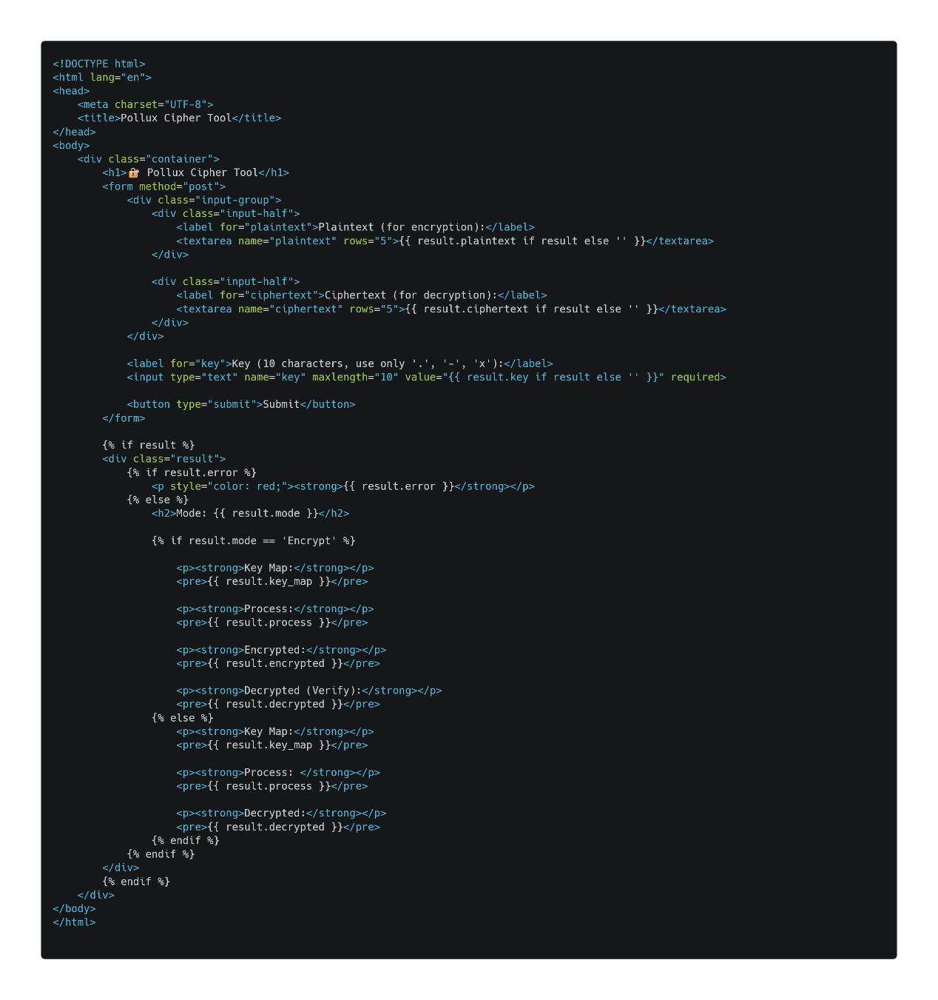 <!DOCTYPE html>
<html lang="en">
<head>
    <meta charset="UTF-8">
    <title>Pollux Cipher Tool</title>
</head>
<body>
    <div class="container">
        <h1>🔐 Pollux Cipher Tool</h1>
        <form method="post">
            <div class="input-group">
                <div class="input-half">
                    <label for="plaintext">Plaintext (for encryption):</label>
                    <textarea name="plaintext" rows="5">{{ result.plaintext if result else '' }}</textarea>
                </div>

                <div class="input-half">
                    <label for="ciphertext">Ciphertext (for decryption):</label>
                    <textarea name="ciphertext" rows="5">{{ result.ciphertext if result else '' }}</textarea>
                </div>
            </div>

            <label for="key">Key (10 characters, use only '.', '-', 'x'):</label>
            <input type="text" name="key" maxlength="10" value="{{ result.key if result else '' }}" required>

            <button type="submit">Submit</button>
        </form>

        {% if result %}
        <div class="result">
            {% if result.error %}
                <p style="color: red;"><strong>{{ result.error }}</strong></p>
            {% else %}
                <h2>Mode: {{ result.mode }}</h2>

                {% if result.mode == 'Encrypt' %}

                    <p><strong>Key Map:</strong></p>
                    <pre>{{ result.key_map }}</pre>

                    <p><strong>Process:</strong></p>
                    <pre>{{ result.process }}</pre>

                    <p><strong>Encrypted:</strong></p>
                    <pre>{{ result.encrypted }}</pre>

                    <p><strong>Decrypted (Verify):</strong></p>
                    <pre>{{ result.decrypted }}</pre>
                {% else %}
                    <p><strong>Key Map:</strong></p>
                    <pre>{{ result.key_map }}</pre>

                    <p><strong>Process: </strong></p>
                    <pre>{{ result.process }}</pre>

                    <p><strong>Decrypted:</strong></p>
                    <pre>{{ result.decrypted }}</pre>
                {% endif %}
            {% endif %}
        </div>
        {% endif %}
    </div>
</body>
</html>